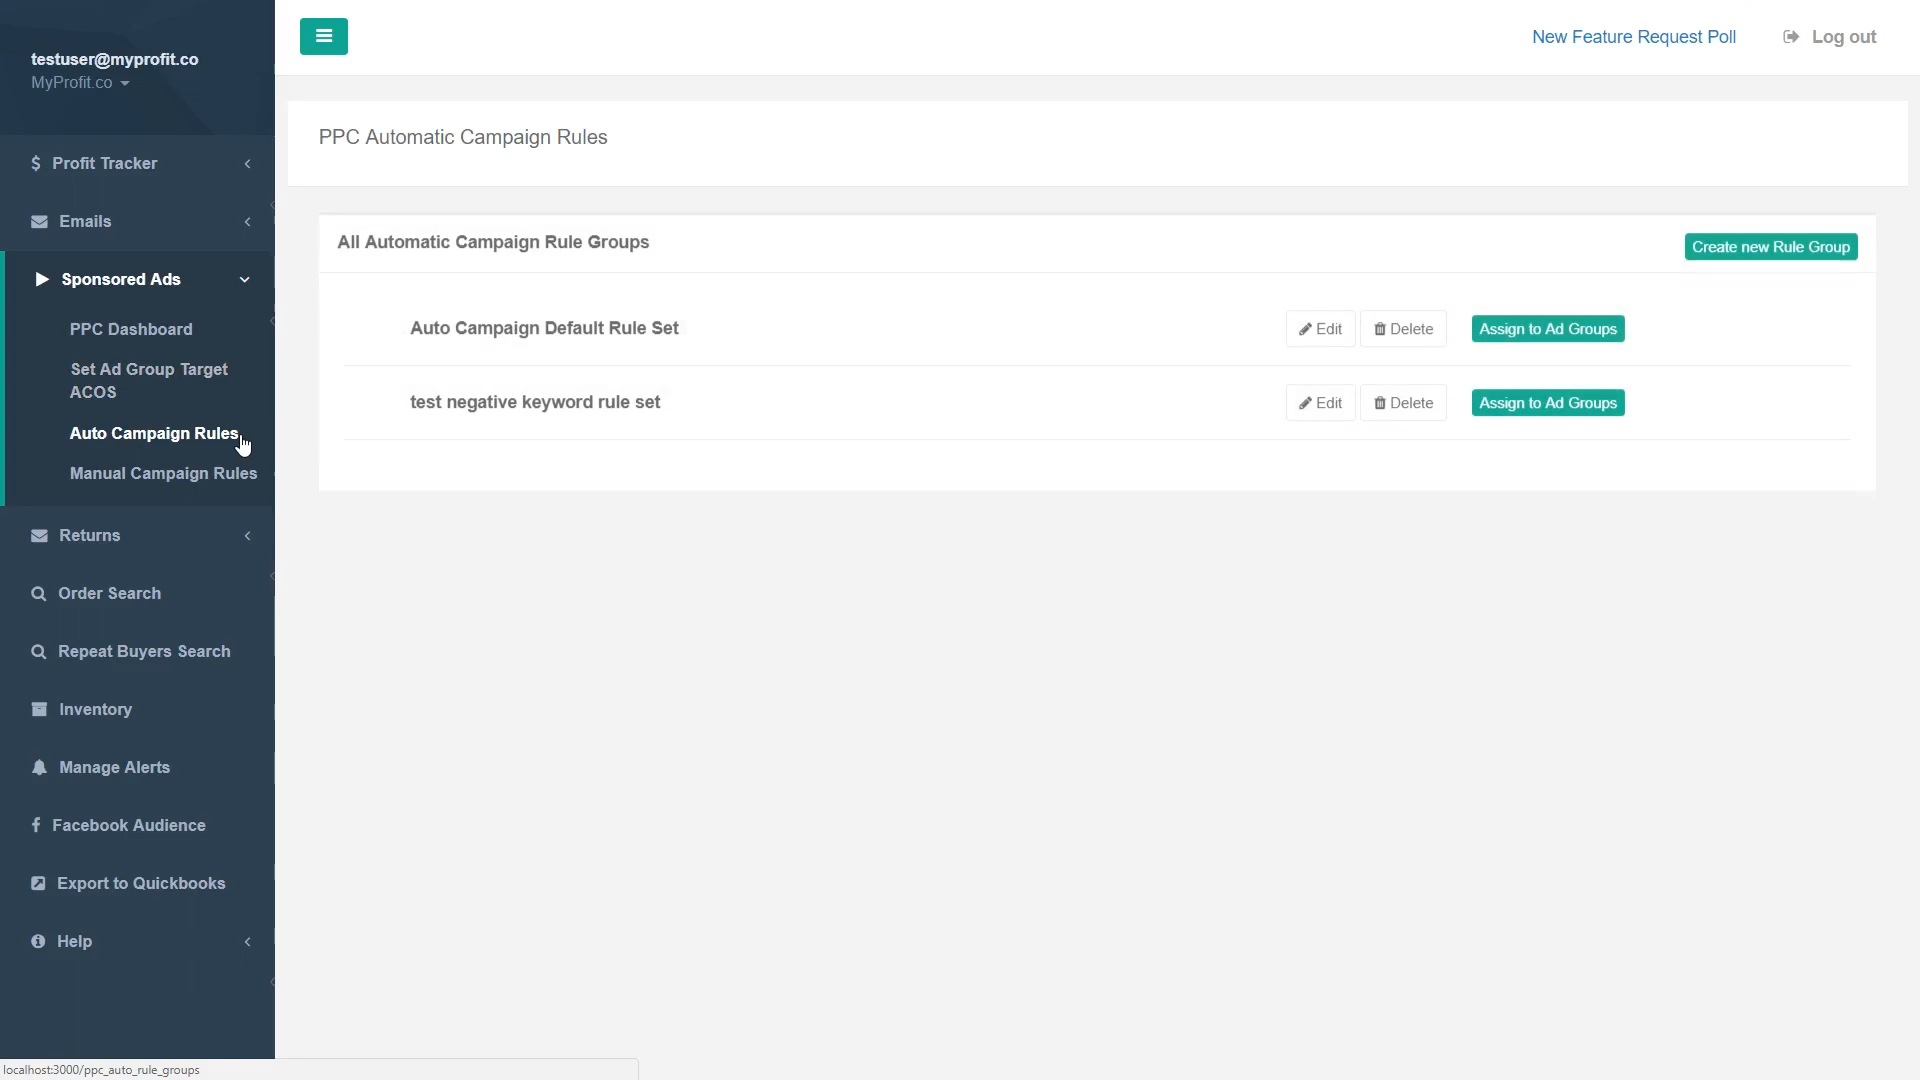 testuser@myprofit.co
MyProfit.co
New Feature Request Poll
Log out
PPC Automatic Campaign Rules
Profit Tracker
Emails
Sponsored Ads
PPC Dashboard
Set Ad Group Target
ACOS
Auto Campaign Rules
Manual Campaign Rules
Returns
Order Search
Repeat Buyers Search
Inventory
Manage Alerts
Facebook Audience
Export to Quickbooks
Help
All Automatic Campaign Rule Groups
Create new Rule Group
Auto Campaign Default Rule Set
Edit
Delete
Assign to Ad Groups
test negative keyword rule set
Edit
Delete
Assign to Ad Groups
localhost:3000/ppc_auto_rule_groups